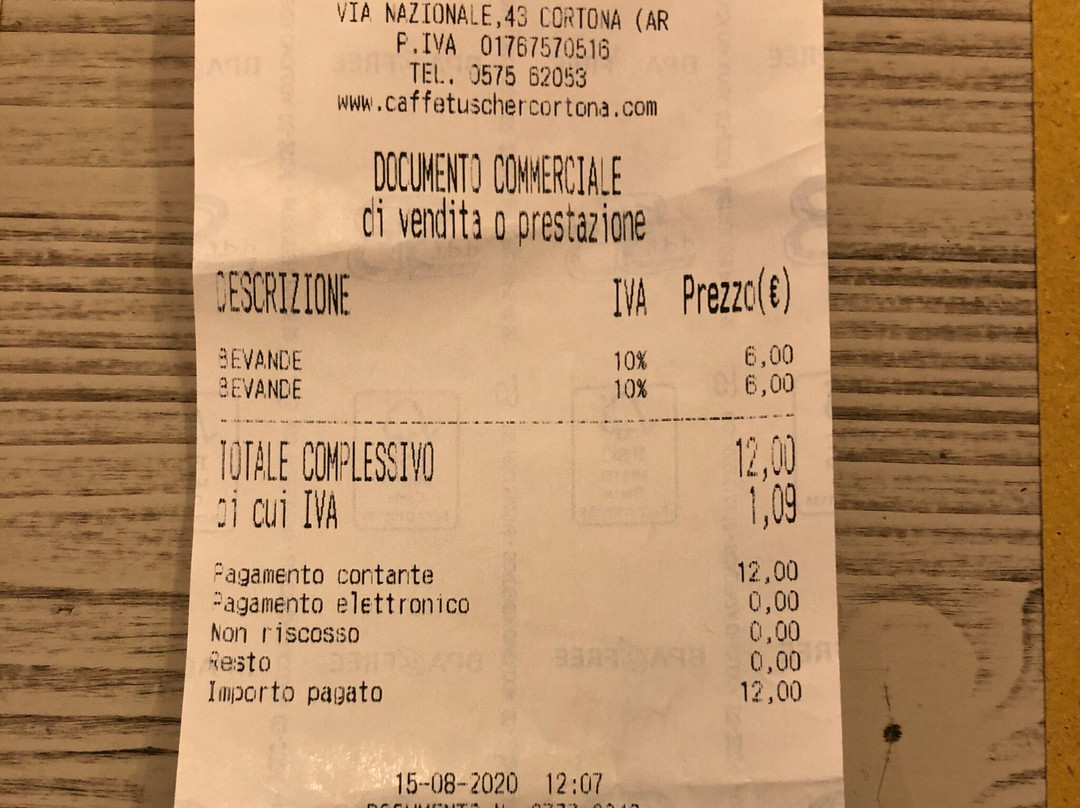 VIA NAZIONALE,43 CORTONA (AR
P.IVA 01767570516
TEL. 0575 62053
www.caffetuschercortona.com
DOCUMENTO COMMERCIALE
di vendita o prestazione
DESCRIZIONE IVA Prezzo(€)
BEVANDE 10% 6,00
BEVANDE 10% 6,00
TOTALE COMPLESSIVO 12,00
di cui IVA 1,09
Pagamento contante 12,00
Pagamento elettronico 0,00
Non riscosso 0,00
Resto 0,00
Importo pagato 12,00
15-08-2020 12:07
DOCUMENTO N.